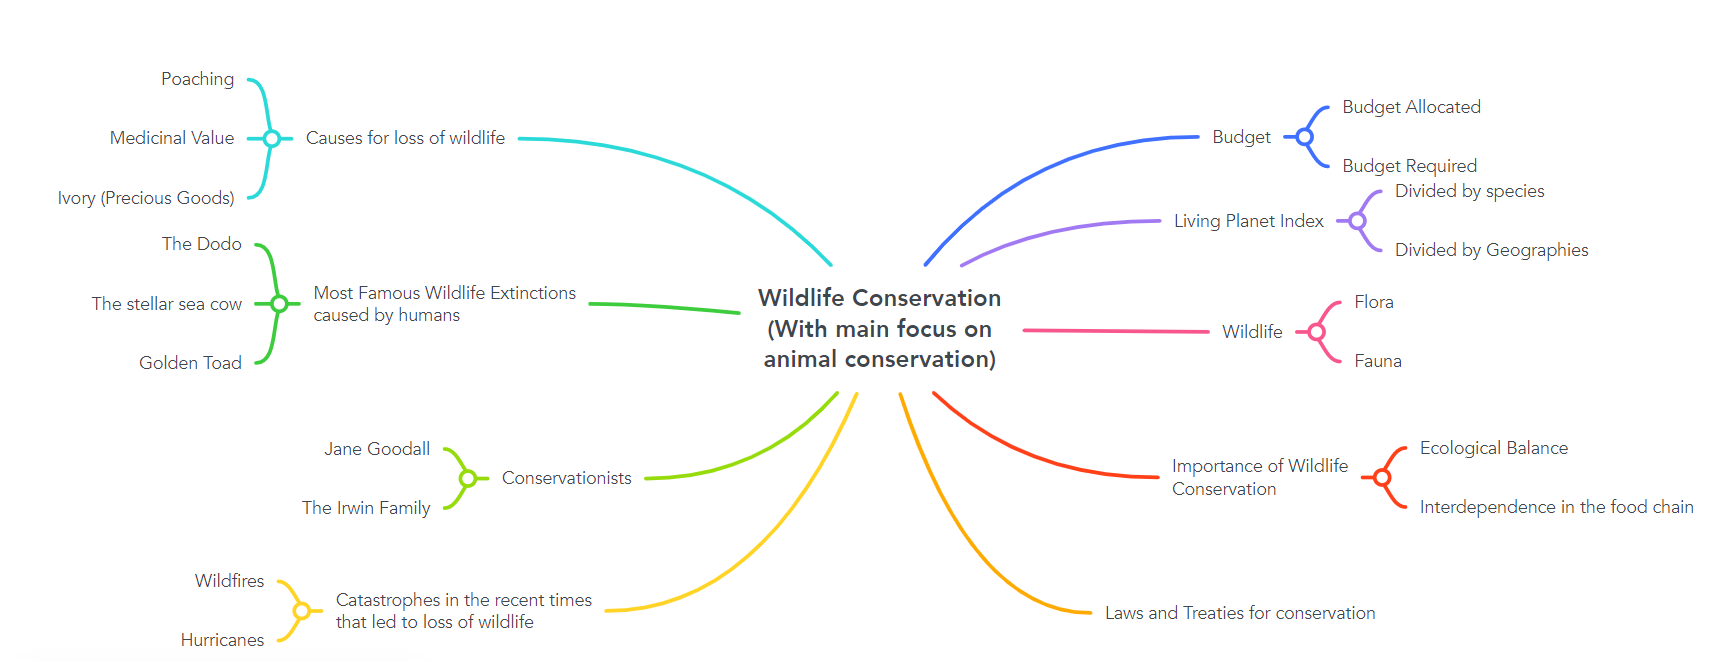 Wildlife Conservation
(With main focus on
animal conservation)
Causes for loss of wildlife
Poaching
Medicinal Value
Ivory (Precious Goods)
Most Famous Wildlife Extinctions
caused by humans
The Dodo
The stellar sea cow
Golden Toad
Conservationists
Jane Goodall
The Irwin Family
Catastrophes in the recent times
that led to loss of wildlife
Wildfires
Hurricanes
Budget
Budget Allocated
Budget Required
Living Planet Index
Divided by species
Divided by Geographies
Wildlife
Flora
Fauna
Importance of Wildlife
Conservation
Ecological Balance
Interdependence in the food chain
Laws and Treaties for conservation